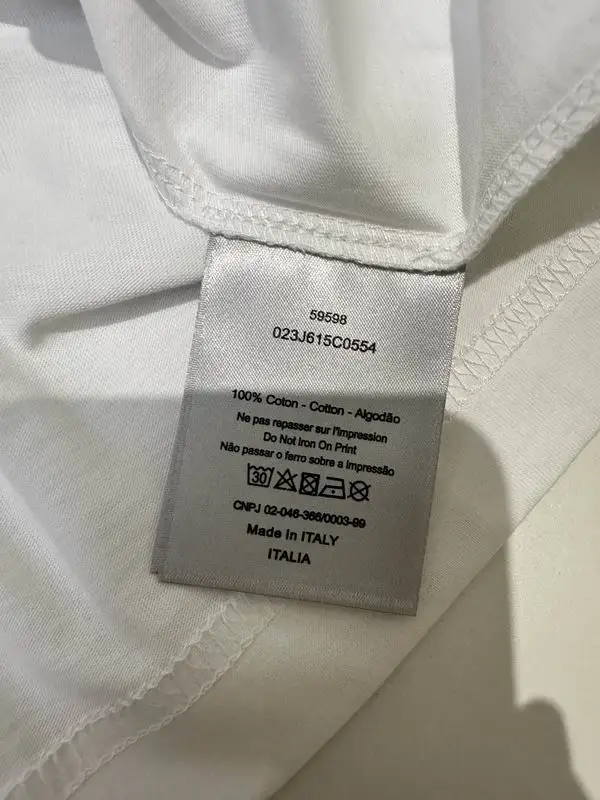 59598
023J615C0554
100% Coton - Cotton - Algodão
Ne pas repasser sur l'impression
Do Not Iron On Print
Não passar o ferro sobre a impressão
30
CNPJ 02-046-366/0003-99
Made In ITALY
ITALIA